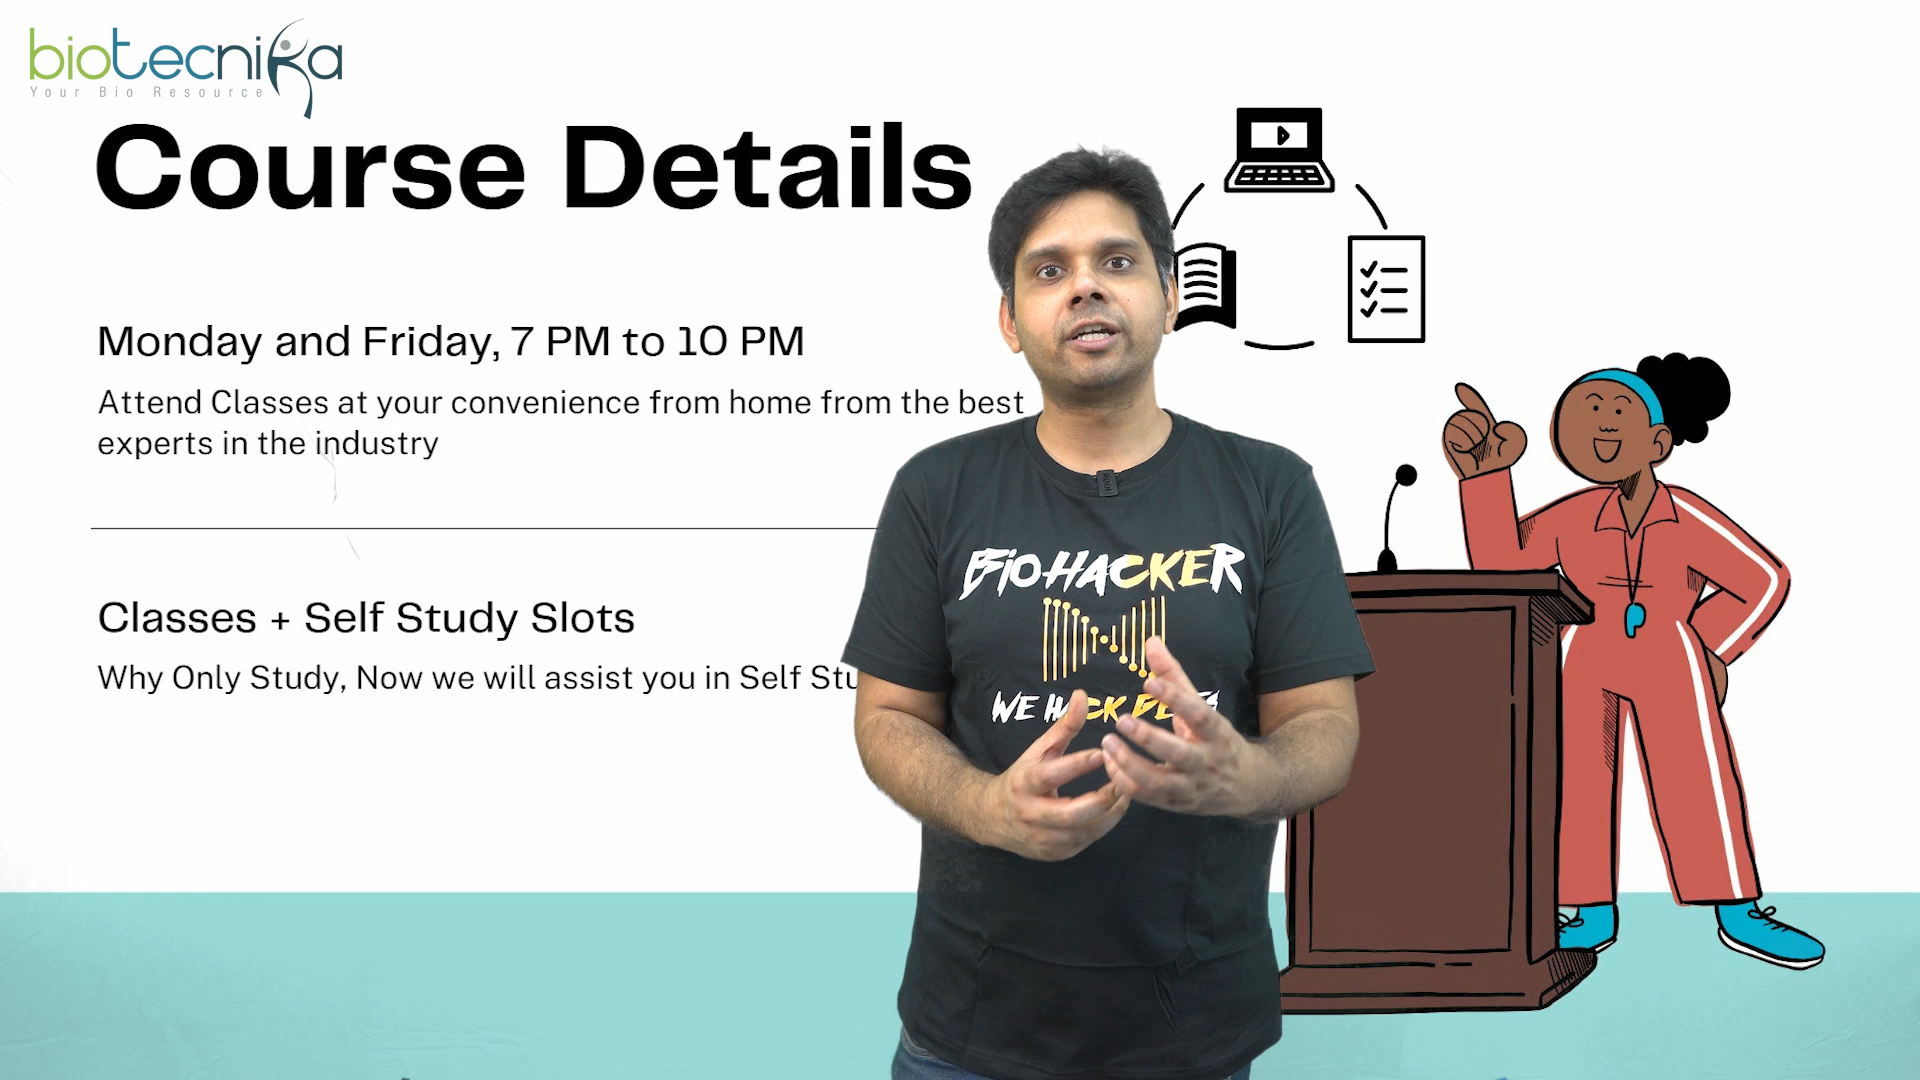 biotecnika
Your Bio Resource
Course Details
Monday and Friday, 7 PM to 10 PM
Attend Classes at your convenience from home from the best
experts in the industry
Classes + Self Study Slots
Why Only Study, Now we will assist you in Self
BIOHACKER
WE